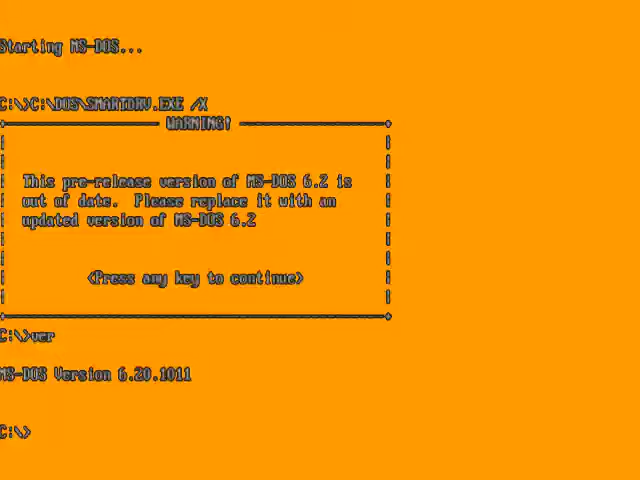 Starting MS-DOS...
C:\>C:\DOS\SMARTDRV.EXE /X
WARNING!
This pre-release version of MS-DOS 6.2 is
out of date.  Please replace it with an
updated version of MS-DOS 6.2
<Press any key to continue>
C:\>ver
MS-DOS Version 6.20.1011
C:\>